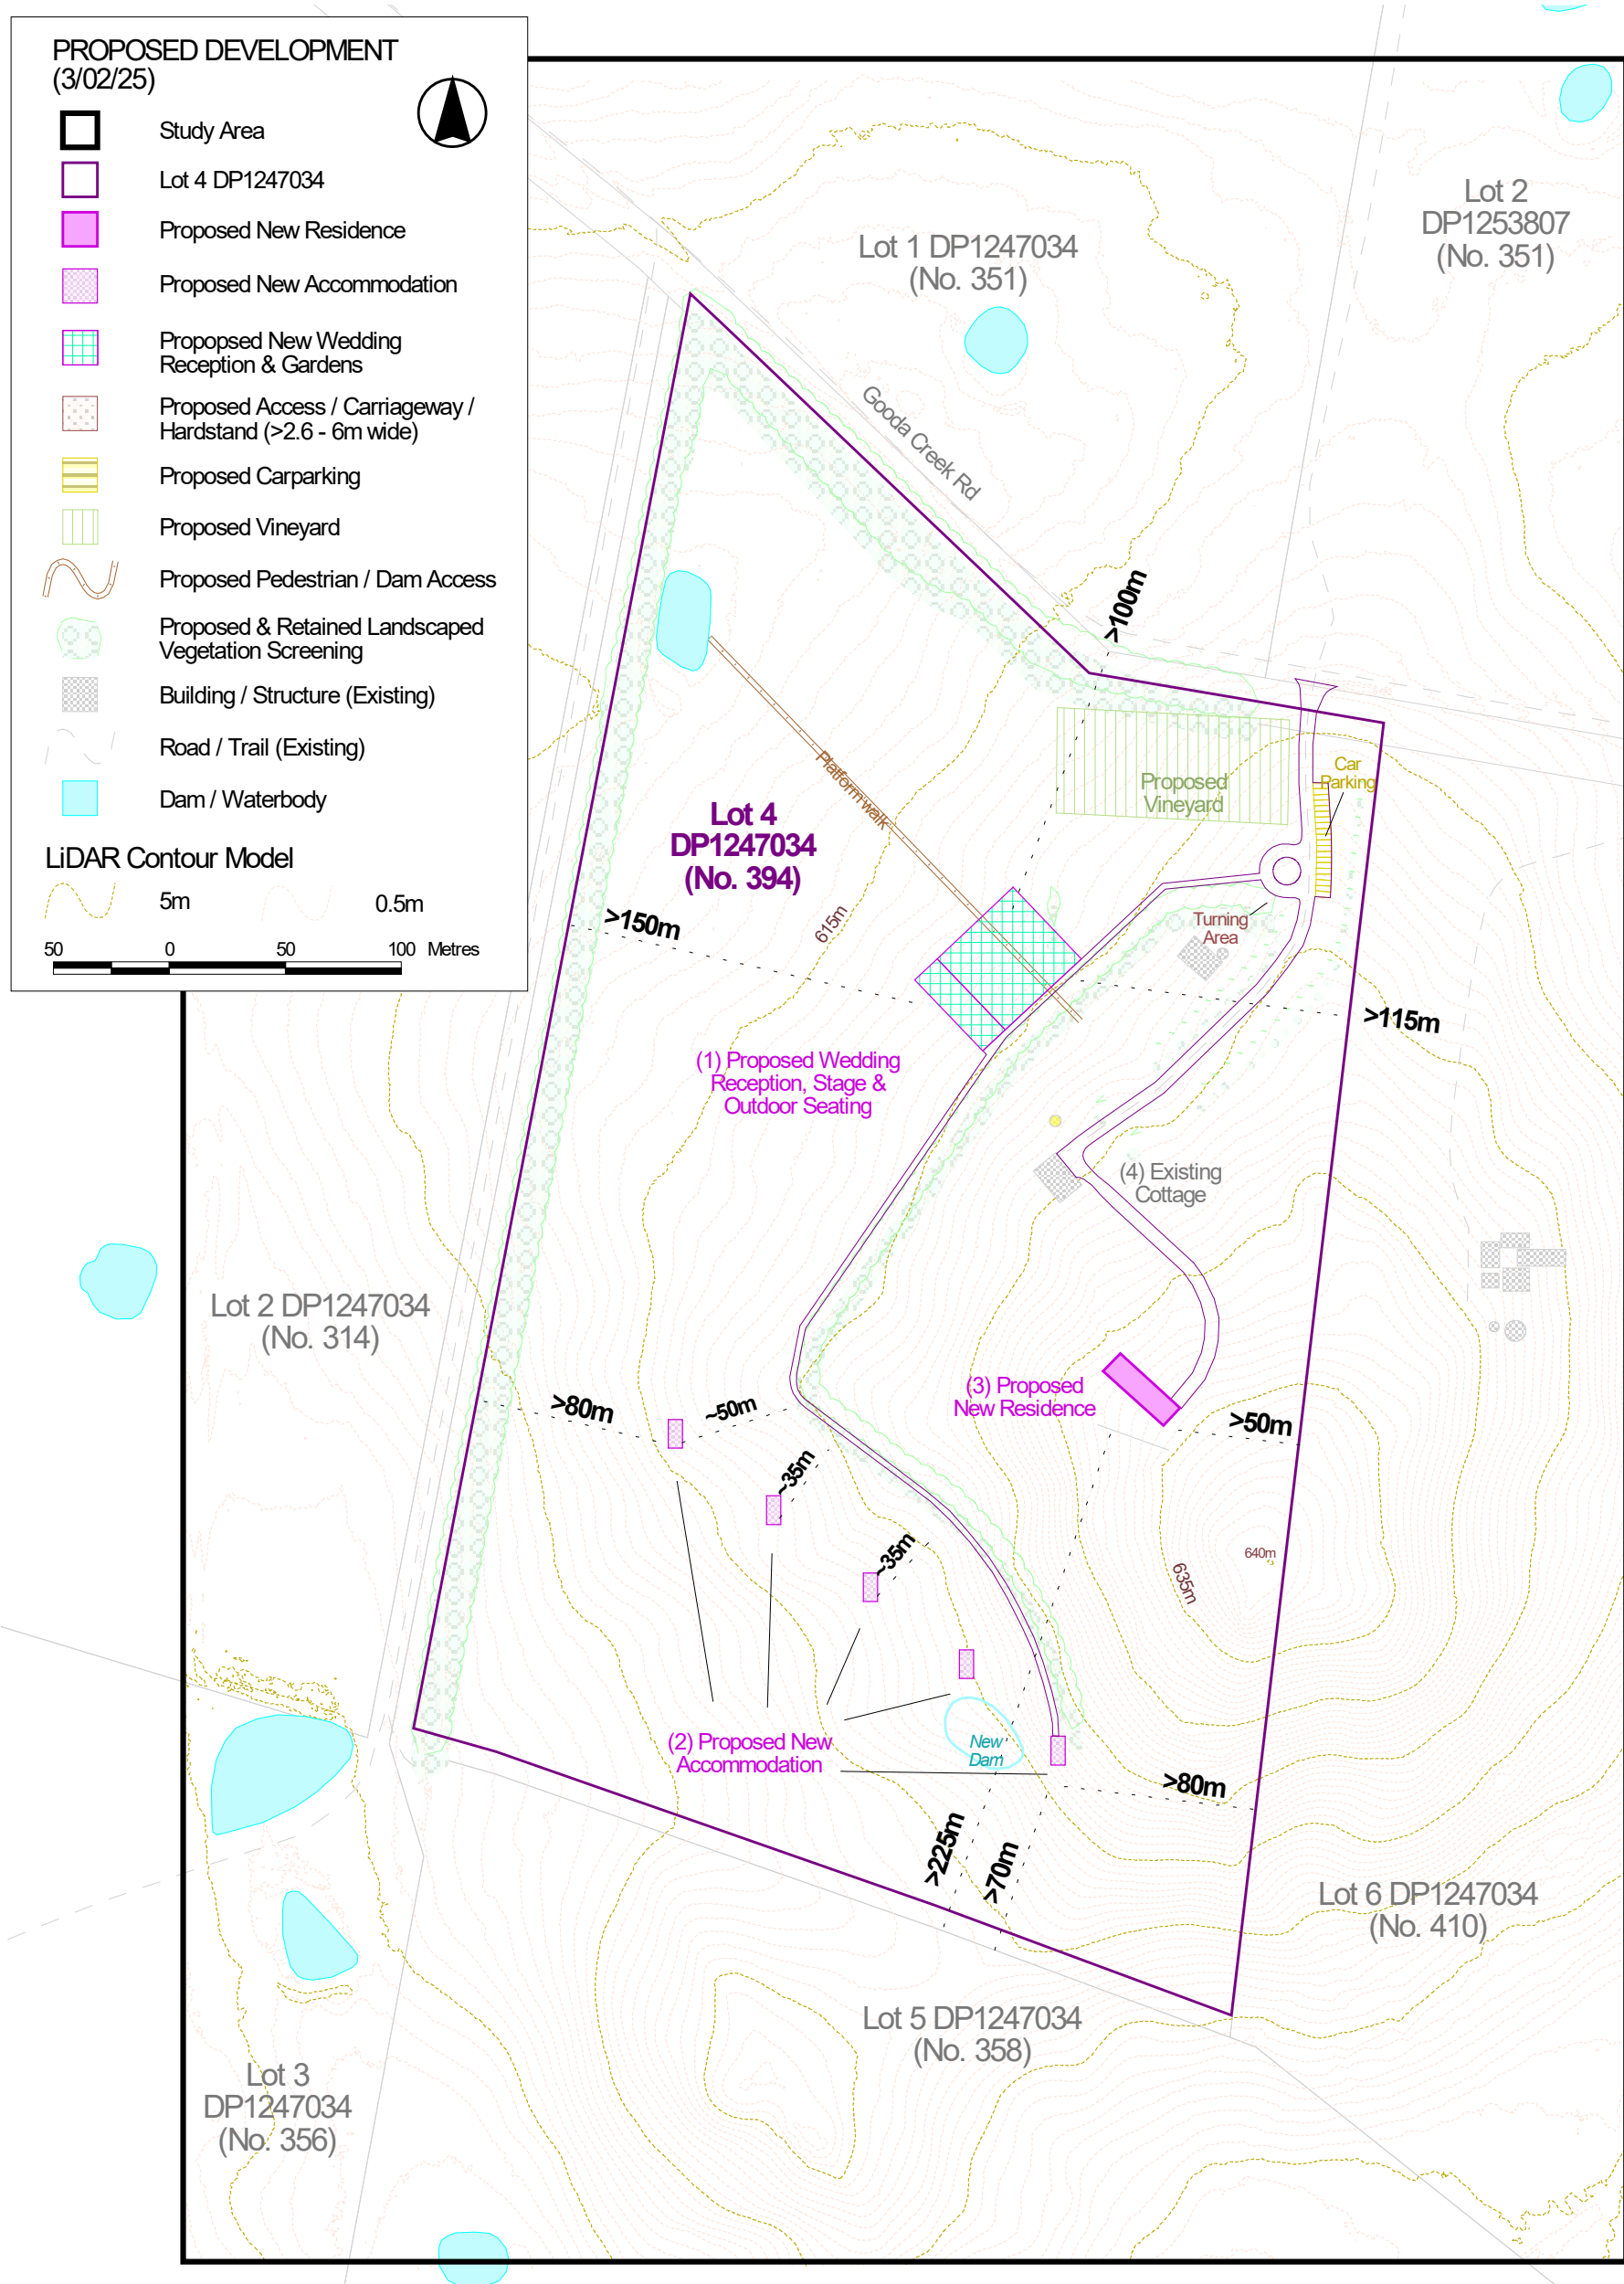 PROPOSED DEVELOPMENT
(3/02/25)
Study Area
Lot 4 DP1247034
Proposed New Residence
Proposed New Accommodation
Propopsed New Wedding
Reception & Gardens
Proposed Access / Carriageway /
Hardstand (>2.6 - 6m wide)
Proposed Carparking
Proposed Vineyard
Proposed Pedestrian / Dam Access
Proposed & Retained Landscaped
Vegetation Screening
Building / Structure (Existing)
Road / Trail (Existing)
Dam / Waterbody
LiDAR Contour Model
5m
0.5m
50 0 50 100 Metres
Lot 2
DP1253807
(No. 351)
Lot 1 DP1247034
(No. 351)
Gooda Creek Rd
>100m
Platform walk
Proposed
Vineyard
Car
Parking
Lot 4
DP1247034
(No. 394)
615m
>150m
Turning
Area
>115m
(1) Proposed Wedding
Reception, Stage &
Outdoor Seating
(4) Existing
Cottage
Lot 2 DP1247034
(No. 314)
(3) Proposed
New Residence
>80m
~50m
>50m
~35m
~35m
640m
635m
(2) Proposed New
Accommodation
New
Dam
>80m
>225m
>70m
Lot 6 DP1247034
(No. 410)
Lot 5 DP1247034
(No. 358)
Lot 3
DP1247034
(No. 356)